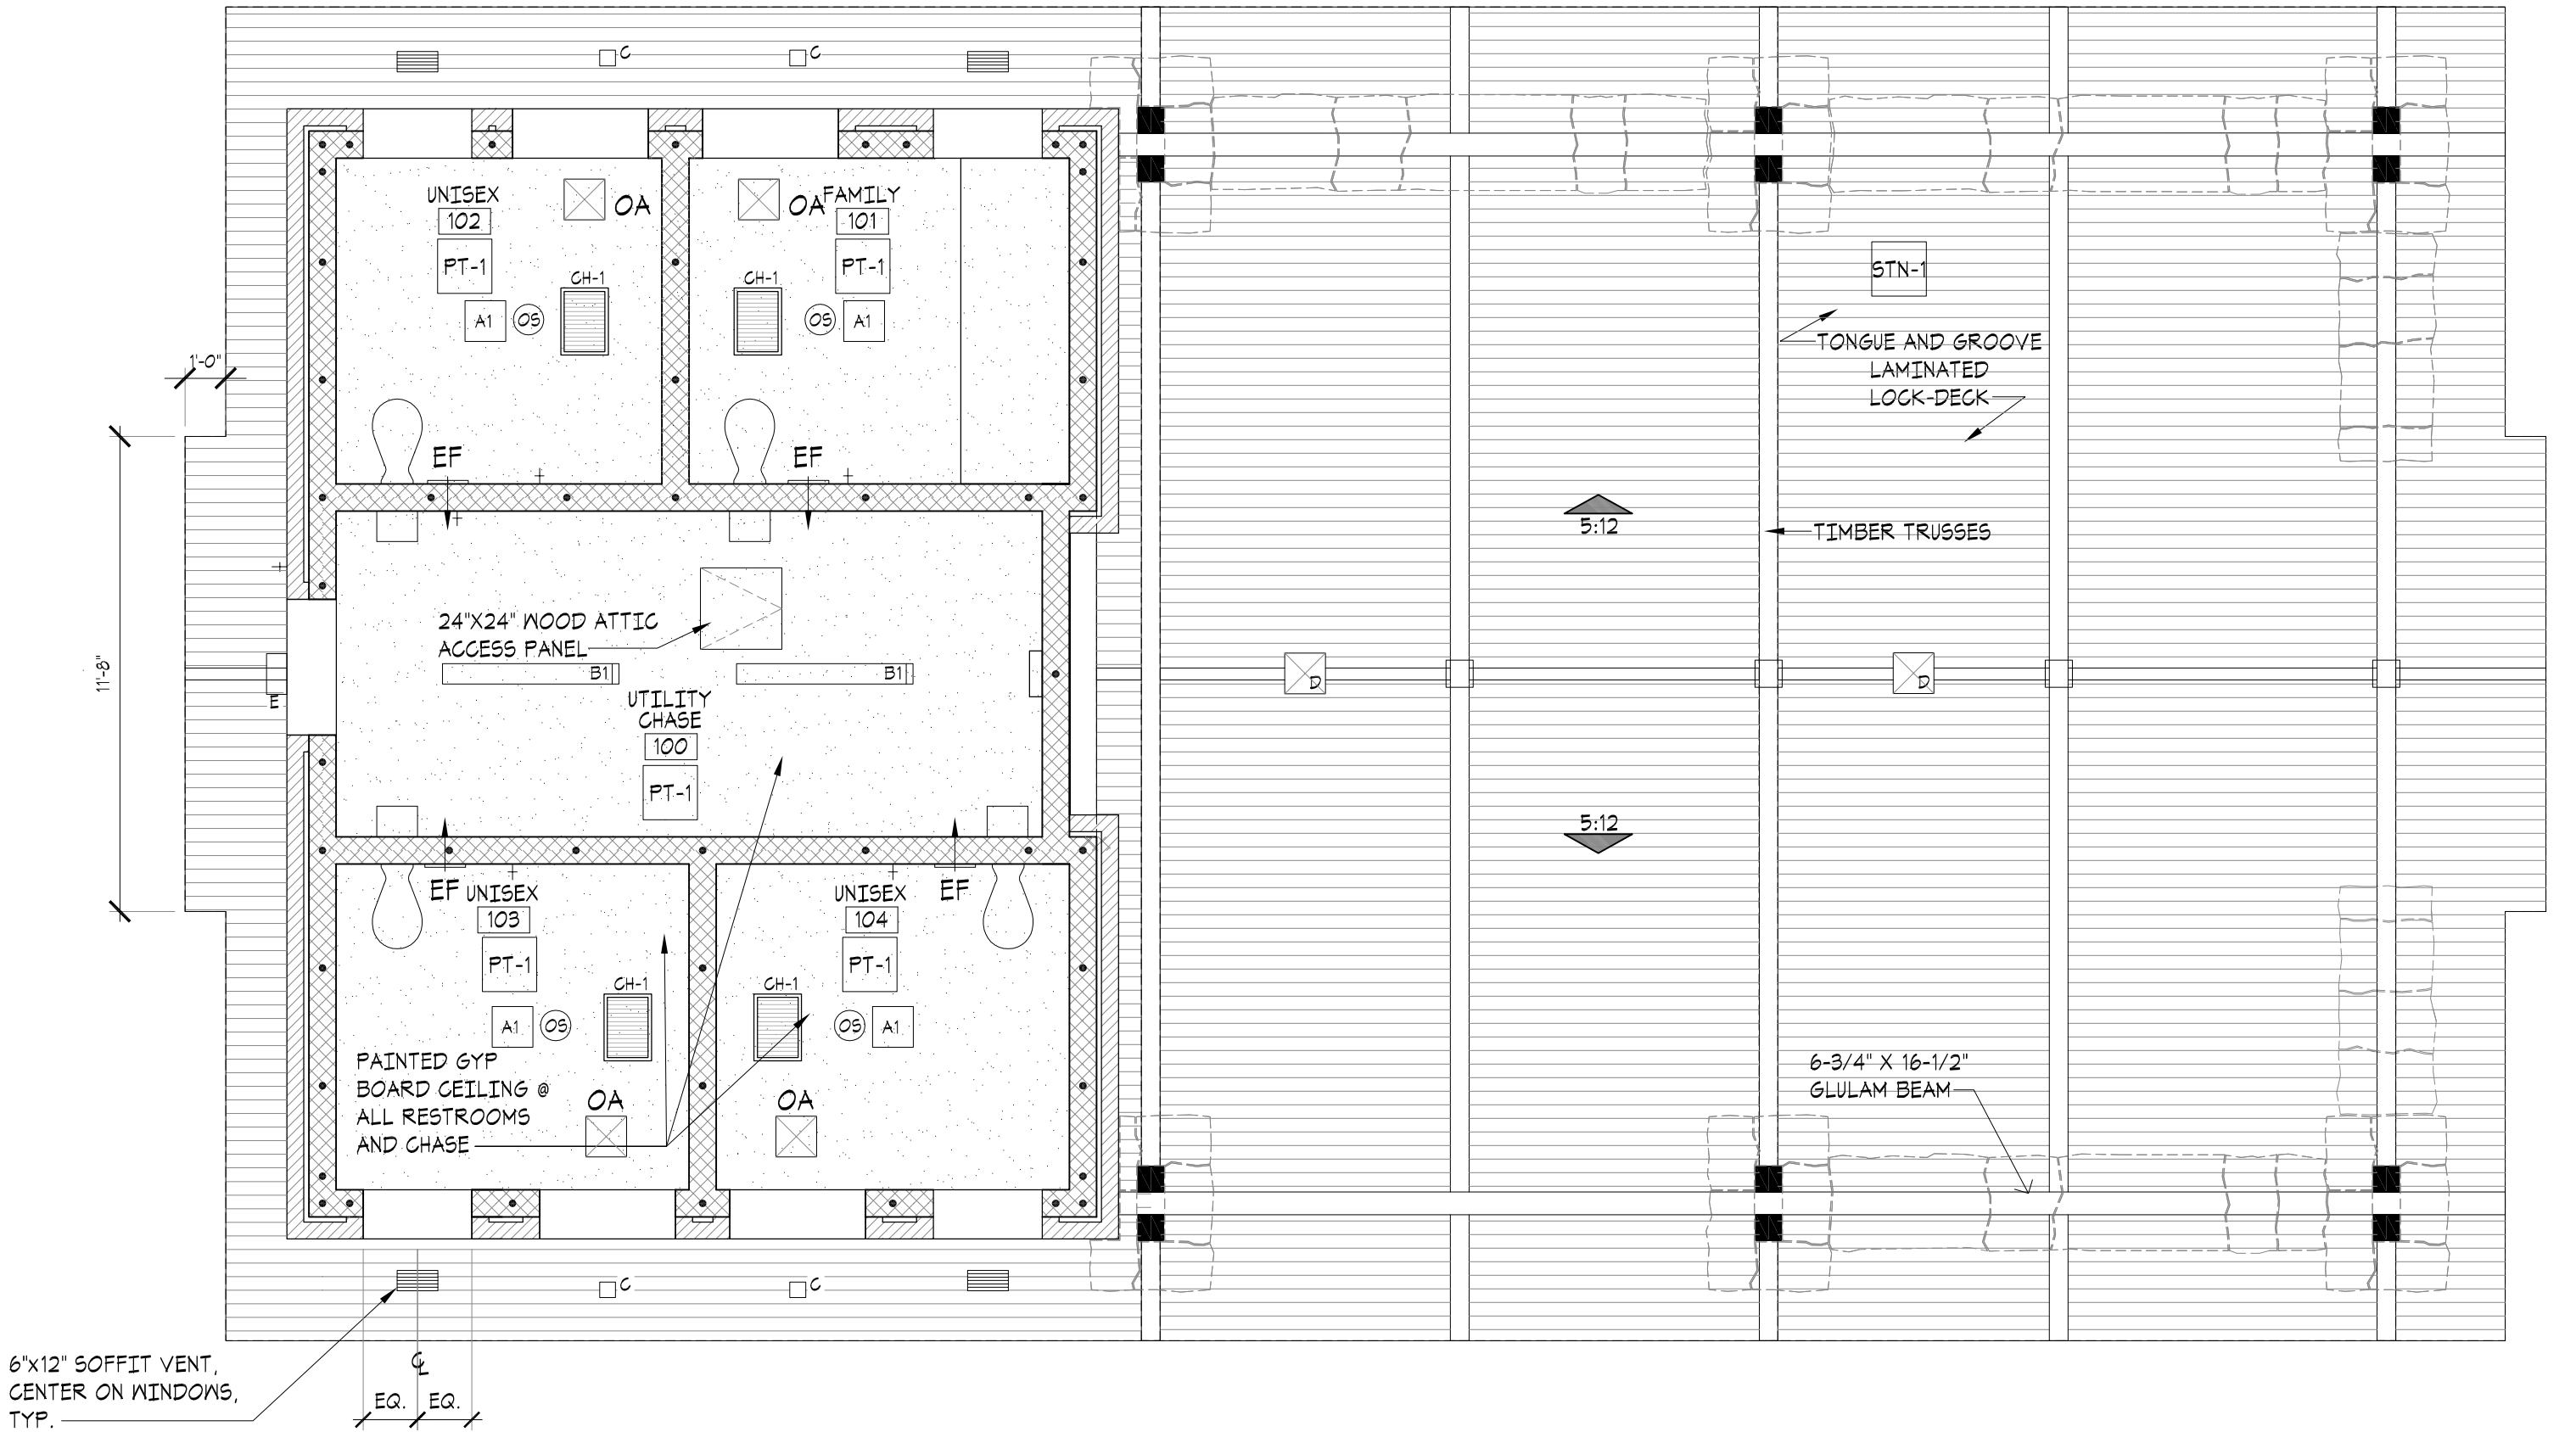 C
C
UNISEX
102
PT-1
A1
OS
OA
CH-1
EF
OA
FAMILY
101
PT-1
CH-1
OS
A1
EF
STN-1
TONGUE AND GROOVE
LAMINATED
LOCK-DECK
1'-0"
11'-8"
5:12
TIMBER TRUSSES
24"X24" WOOD ATTIC
ACCESS PANEL
B1
B1
E
UTILITY
CHASE
100
PT-1
D
D
5:12
EF
UNISEX
103
PT-1
A1
OS
CH-1
OA
UNISEX
104
EF
PT-1
CH-1
OS
A1
OA
PAINTED GYP
BOARD CEILING @
ALL RESTROOMS
AND CHASE
6-3/4" X 16-1/2"
GLULAM BEAM
C
C
6"x12" SOFFIT VENT,
CENTER ON WINDOWS,
TYP.
℄
EQ.
EQ.